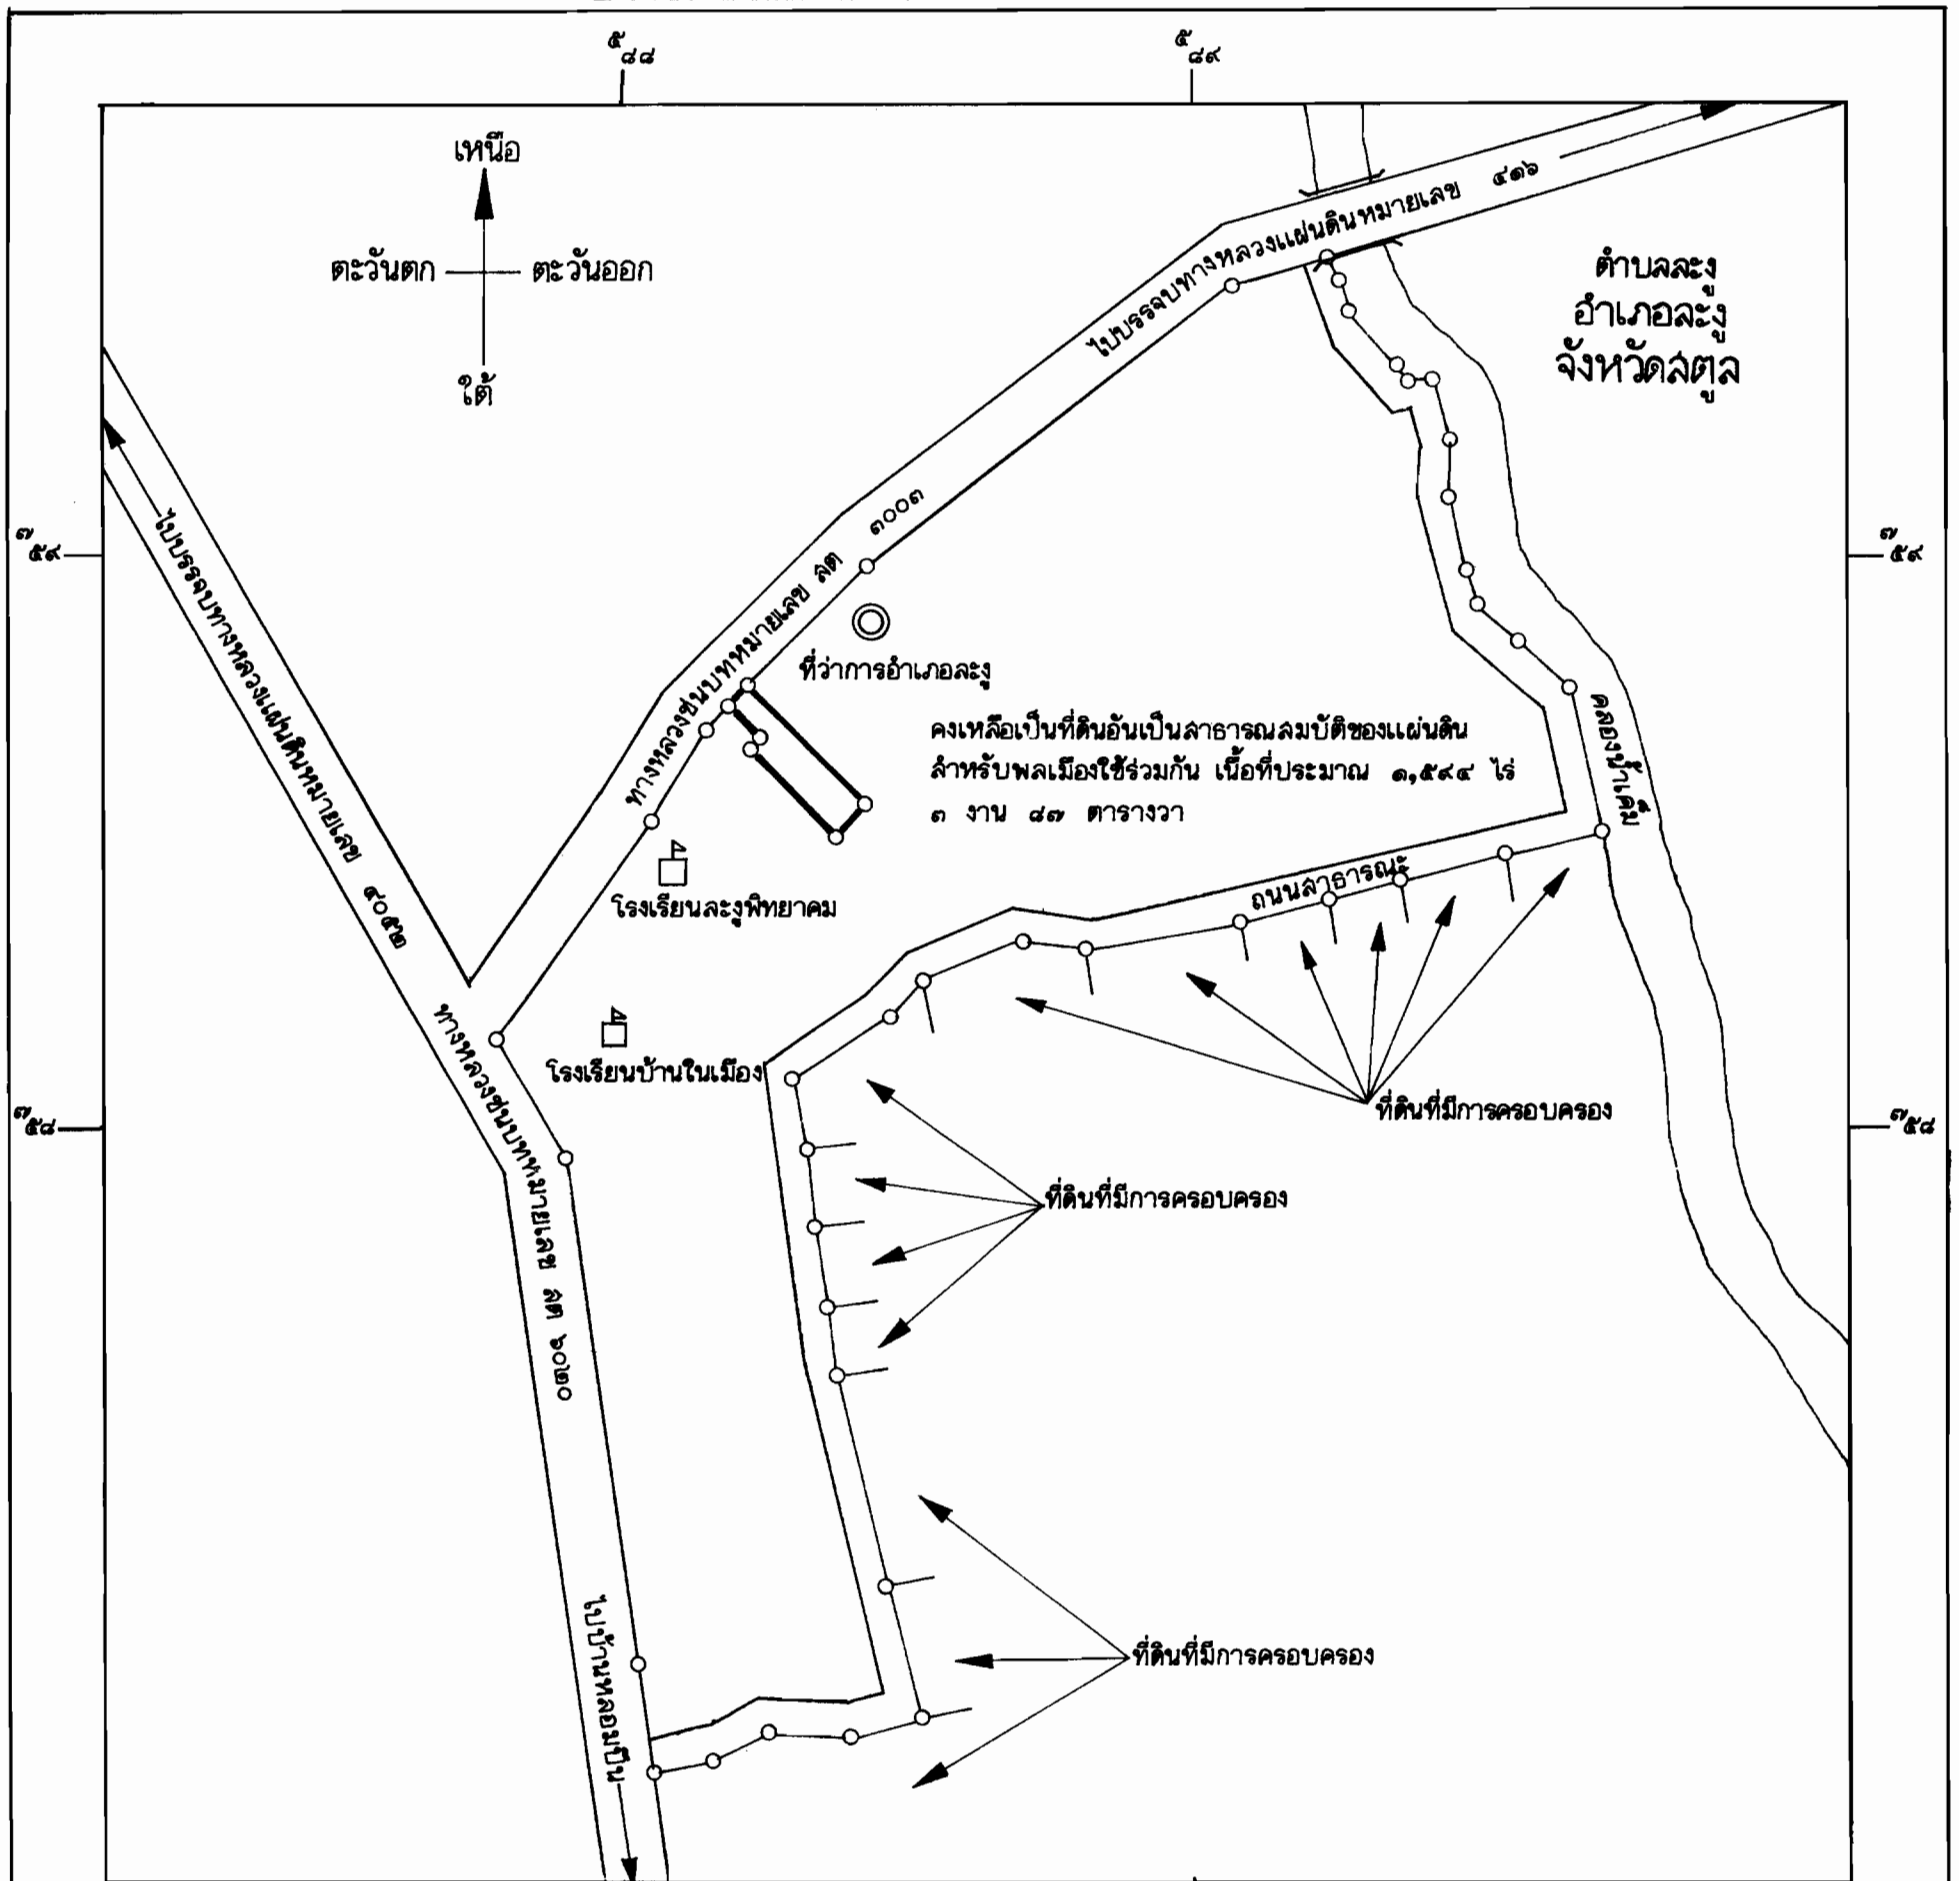 ๕๘๘
๕๘๙
เหนือ
ตะวันตก
ตะวันออก
ใต้
ตำบลละงู
อำเภอละงู
จังหวัดสตูล
ไปบรรจบทางหลวงแผ่นดินหมายเลข ๔๑๖
ทางหลวงชนบทหมายเลข สต ๓๐๐๓
๗๕๙
๗๕๙
ไปบรรจบทางหลวงแผ่นดินหมายเลข ๔๐๕๒
ที่ว่าการอำเภอละงู
คงเหลือเป็นที่ดินอันเป็นสาธารณสมบัติของแผ่นดิน
สำหรับพลเมืองใช้ร่วมกัน เนื้อที่ประมาณ ๑,๕๙๔ ไร่
๓ งาน ๘๗ ตารางวา
คลองน้ำเค็ม
โรงเรียนละงูพิทยาคม
ถนนสาธารณะ
โรงเรียนบ้านในเมือง
ที่ดินที่มีการครอบครอง
๗๕๘
๗๕๘
ทางหลวงชนบทหมายเลข สต ๖๐๒๐
ที่ดินที่มีการครอบครอง
ที่ดินที่มีการครอบครอง
ไปบ้านหลอมปืน